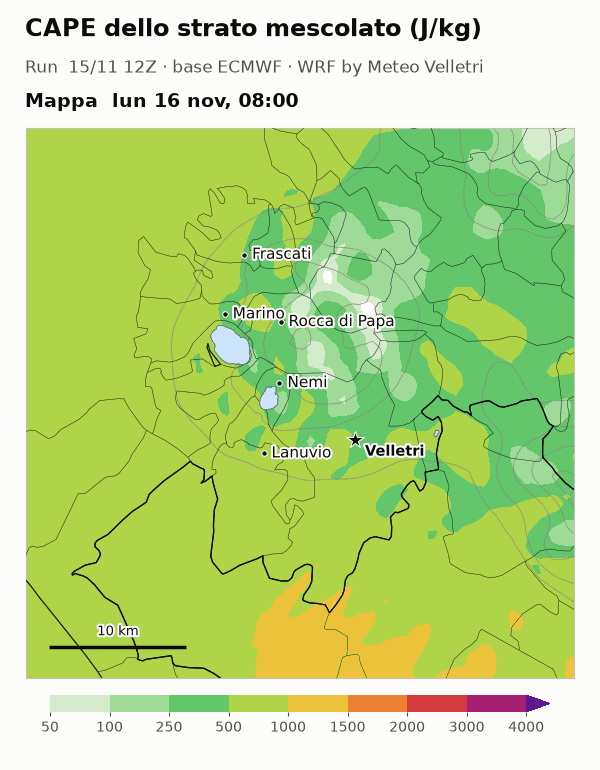 CAPE dello strato mescolato (J/kg)
Run  15/11 12Z · base ECMWF · WRF by Meteo Velletri
Mappa  lun 16 nov, 08:00
Frascati
Marino
Rocca di Papa
Nemi
Velletri
Lanuvio
10 km
50 100 250 500 1000 1500 2000 3000 4000